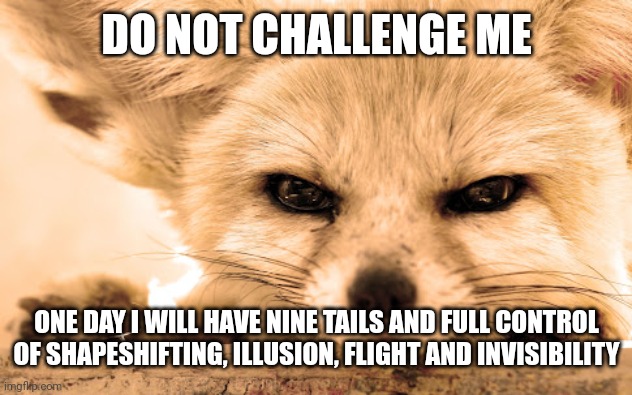 DO NOT CHALLENGE ME
ONE DAY I WILL HAVE NINE TAILS AND FULL CONTROL
OF SHAPESHIFTING, ILLUSION, FLIGHT AND INVISIBILITY
imgflip.com